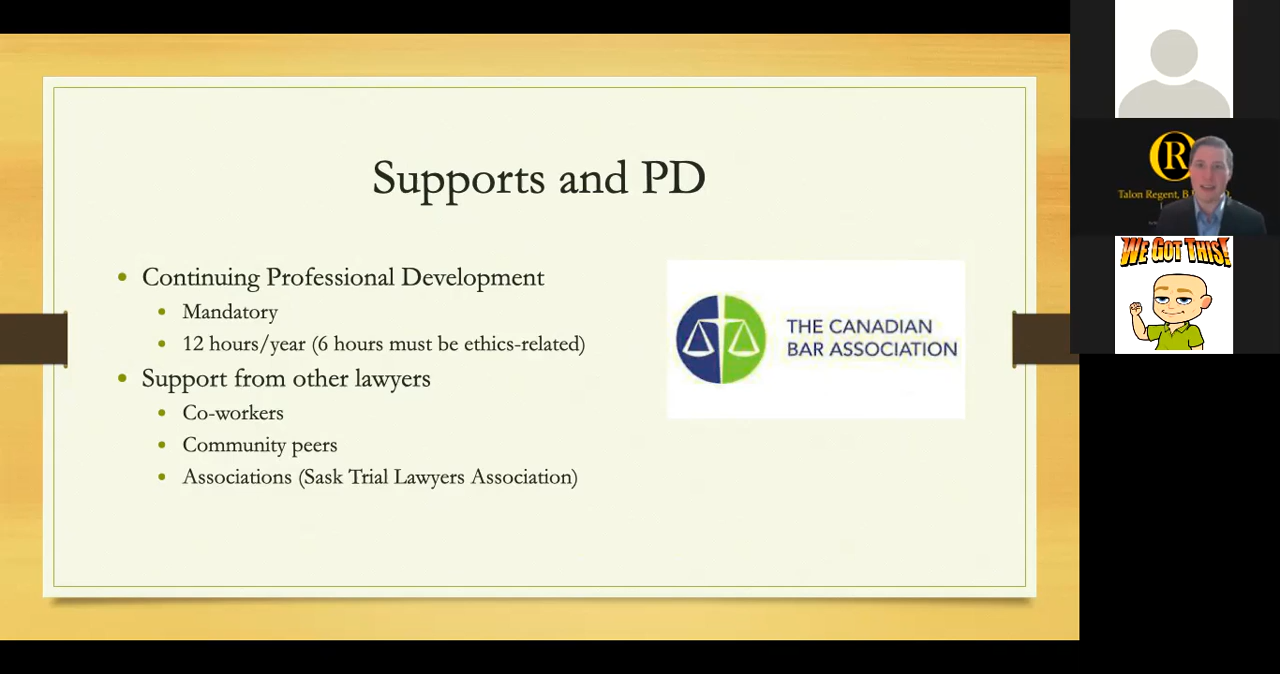 Supports and PD
Continuing Professional Development
Mandatory
12 hours/year (6 hours must be ethics-related)
Support from other lawyers
Co-workers
Community peers
Associations (Sask Trial Lawyers Association)
THE CANADIAN
BAR ASSOCIATION
R
Talon Regent, B.
WE GOT THIS!